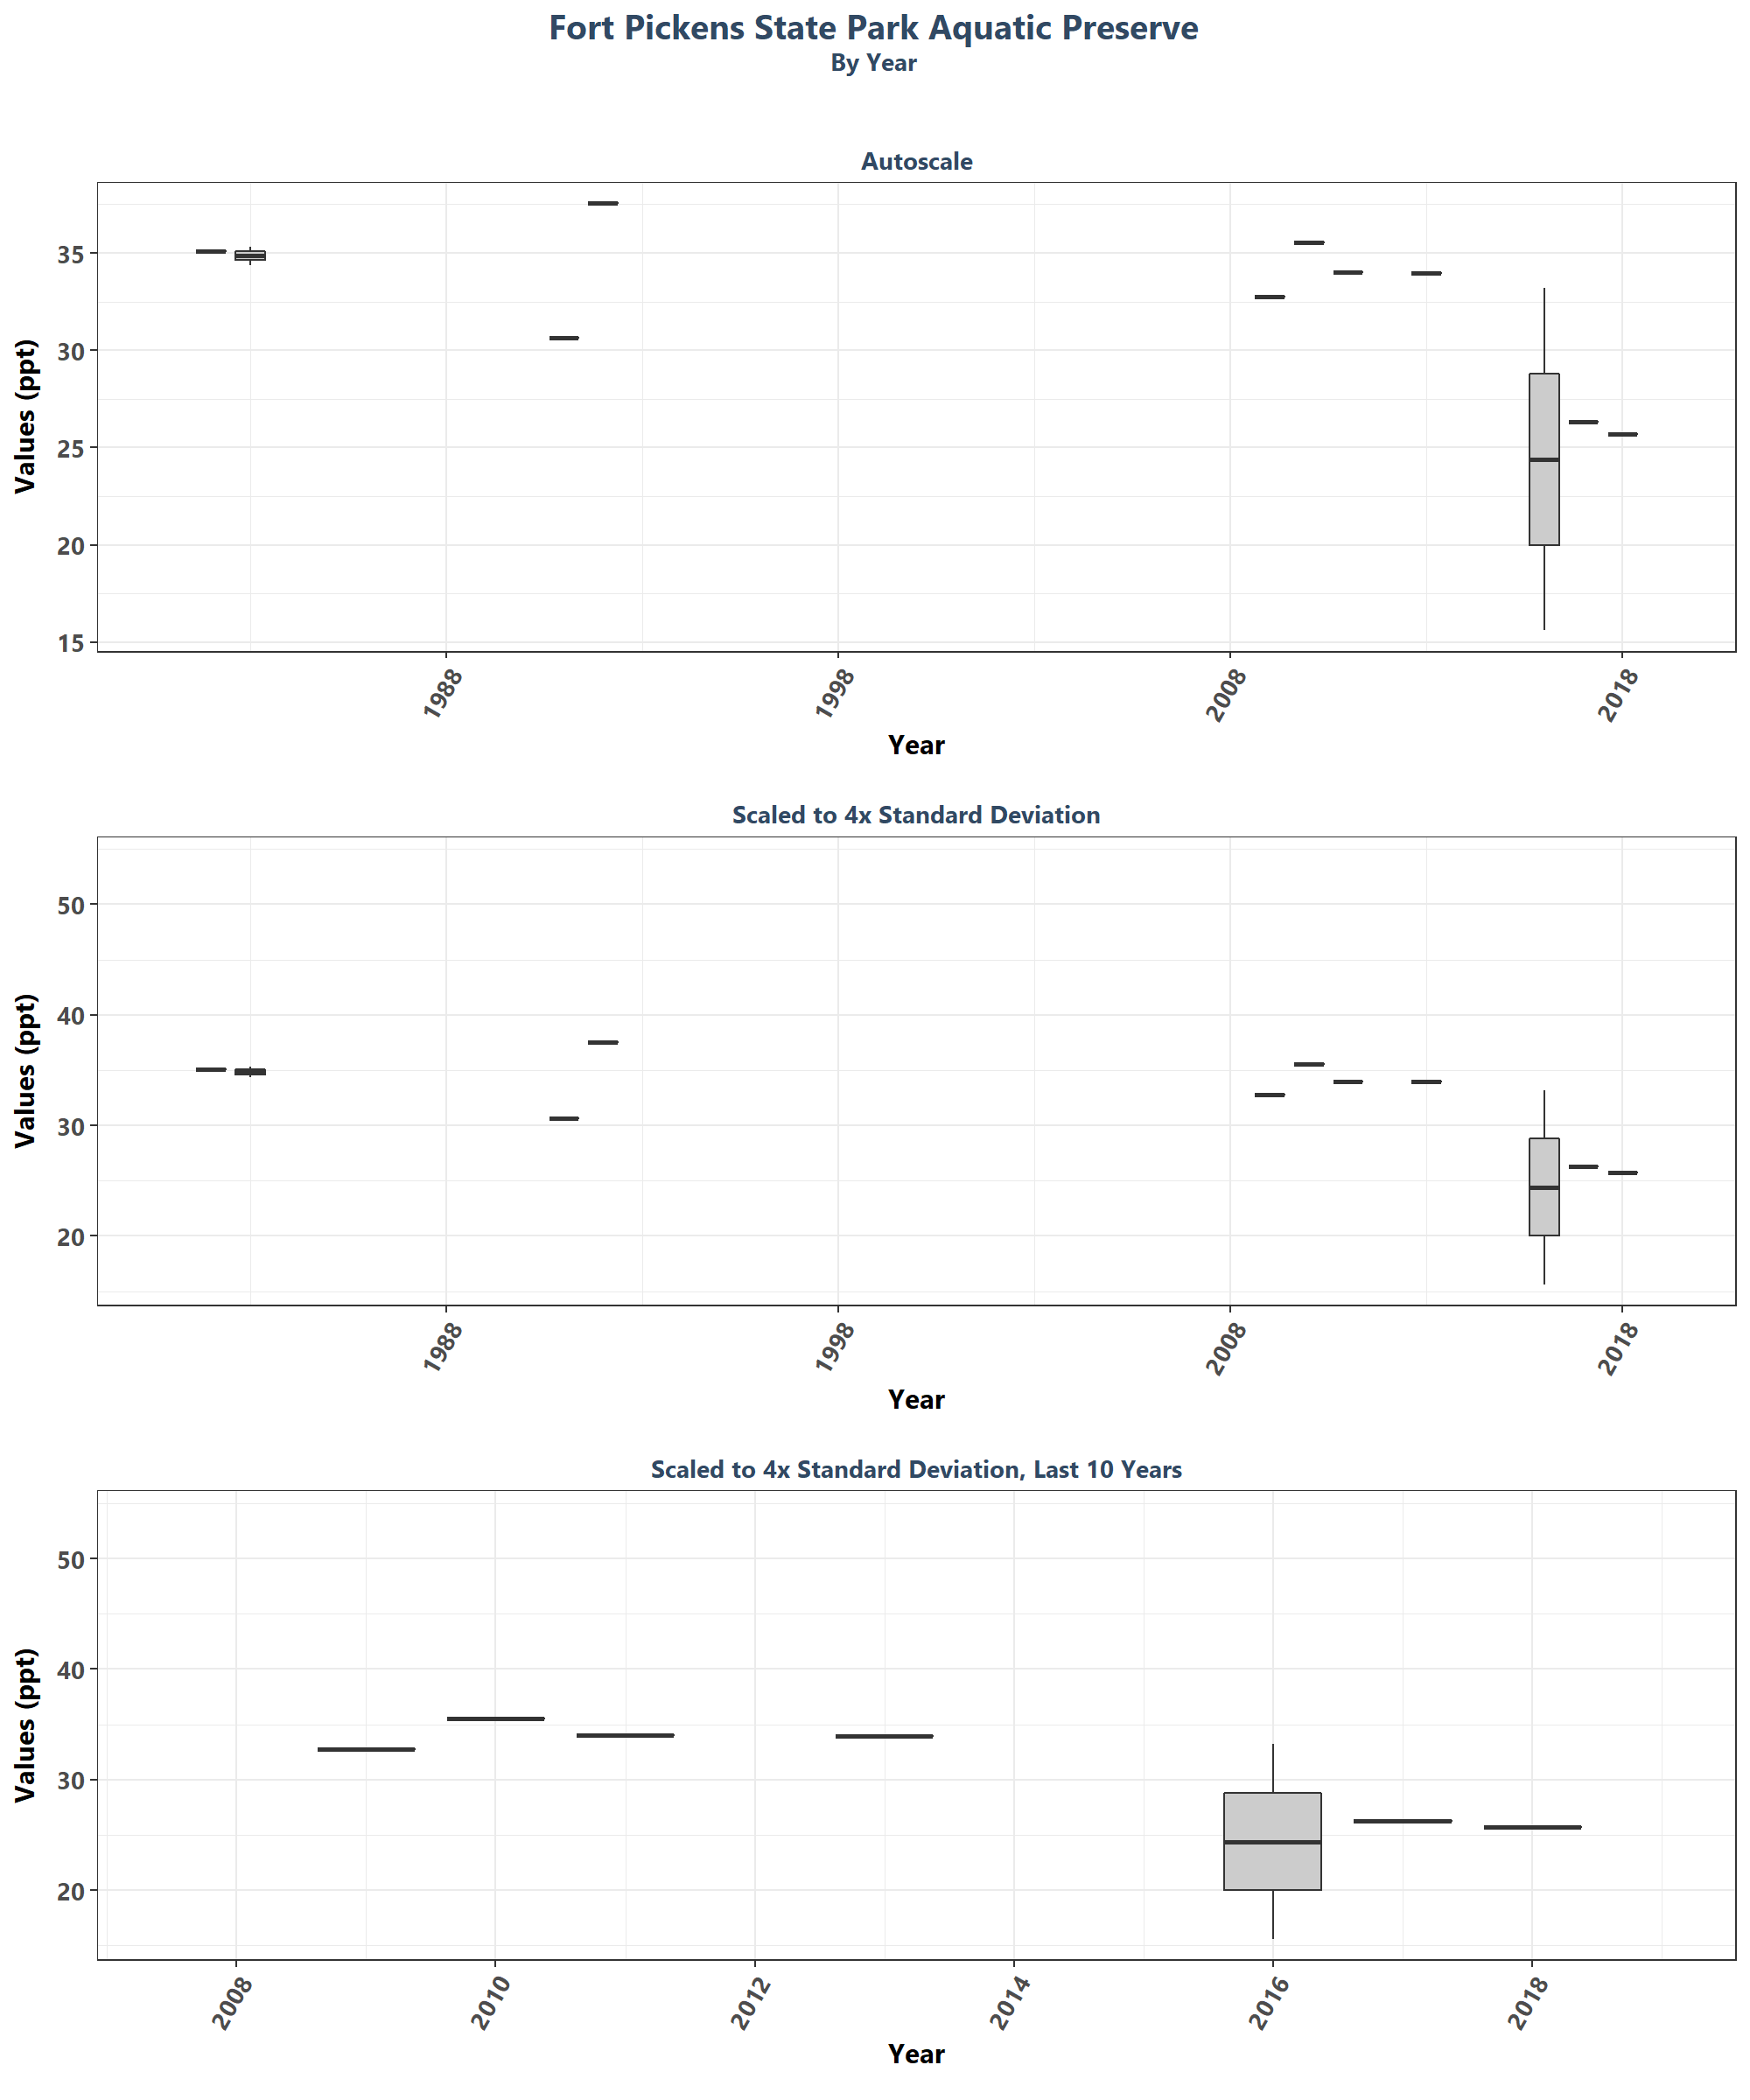 Fort Pickens State Park Aquatic Preserve
By Year
Autoscale
Values (ppt)
35
30
25
20
15
1988
1998
2008
2018
Year
Scaled to 4x Standard Deviation
Values (ppt)
50
40
30
20
1988
1998
2008
2018
Year
Scaled to 4x Standard Deviation, Last 10 Years
Values (ppt)
50
40
30
20
2008
2010
2012
2014
2016
2018
Year